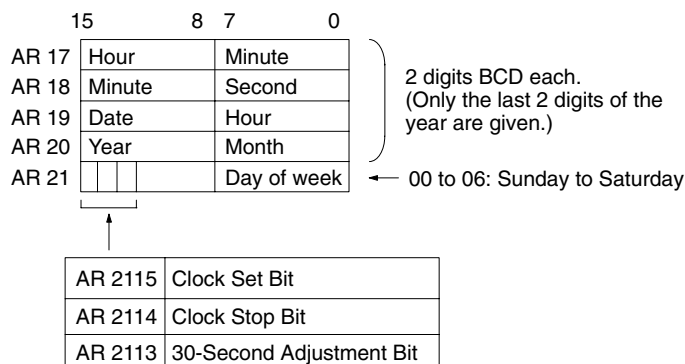 15 8 7 0
AR 17 Hour Minute
AR 18 Minute Second
AR 19 Date Hour
AR 20 Year Month
AR 21 Day of week
2 digits BCD each.
(Only the last 2 digits of the
year are given.)
00 to 06: Sunday to Saturday
AR 2115 Clock Set Bit
AR 2114 Clock Stop Bit
AR 2113 30-Second Adjustment Bit